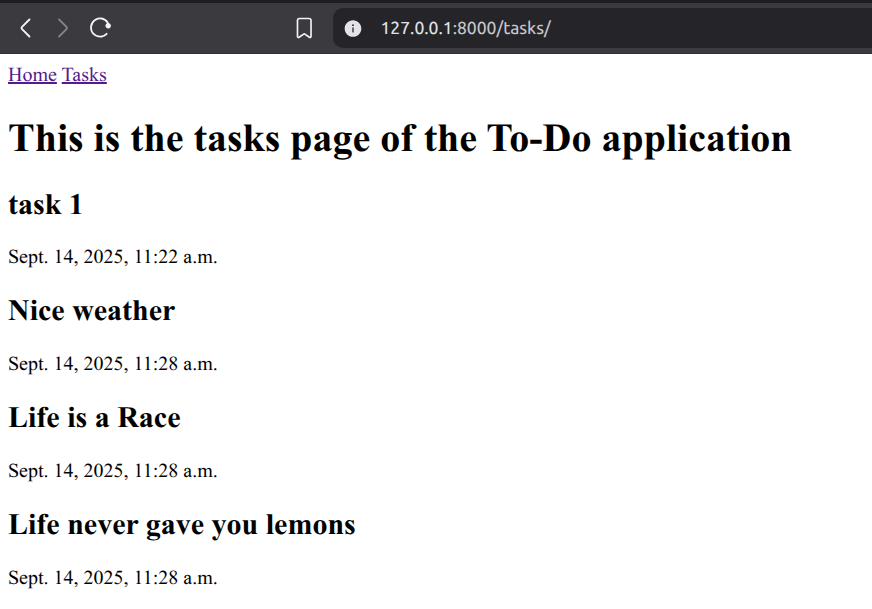 127.0.0.1:8000/tasks/
Home Tasks
This is the tasks page of the To-Do application
task 1
Sept. 14, 2025, 11:22 a.m.
Nice weather
Sept. 14, 2025, 11:28 a.m.
Life is a Race
Sept. 14, 2025, 11:28 a.m.
Life never gave you lemons
Sept. 14, 2025, 11:28 a.m.